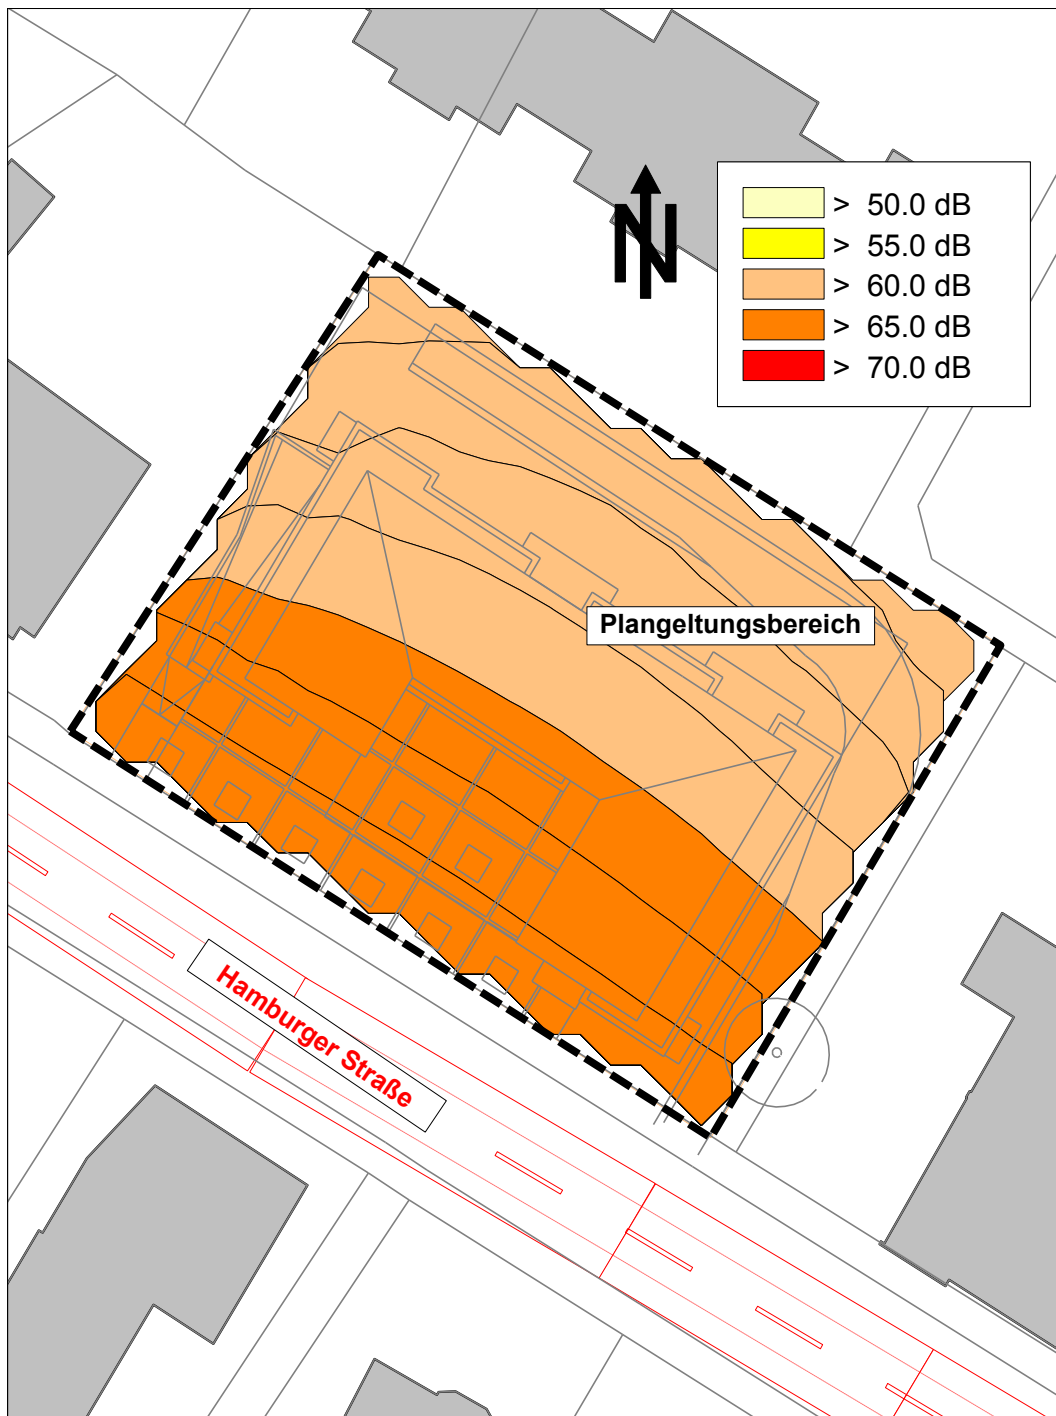 N
> 50.0 dB
> 55.0 dB
> 60.0 dB
> 65.0 dB
> 70.0 dB
Plangeltungsbereich
Hamburger Straße